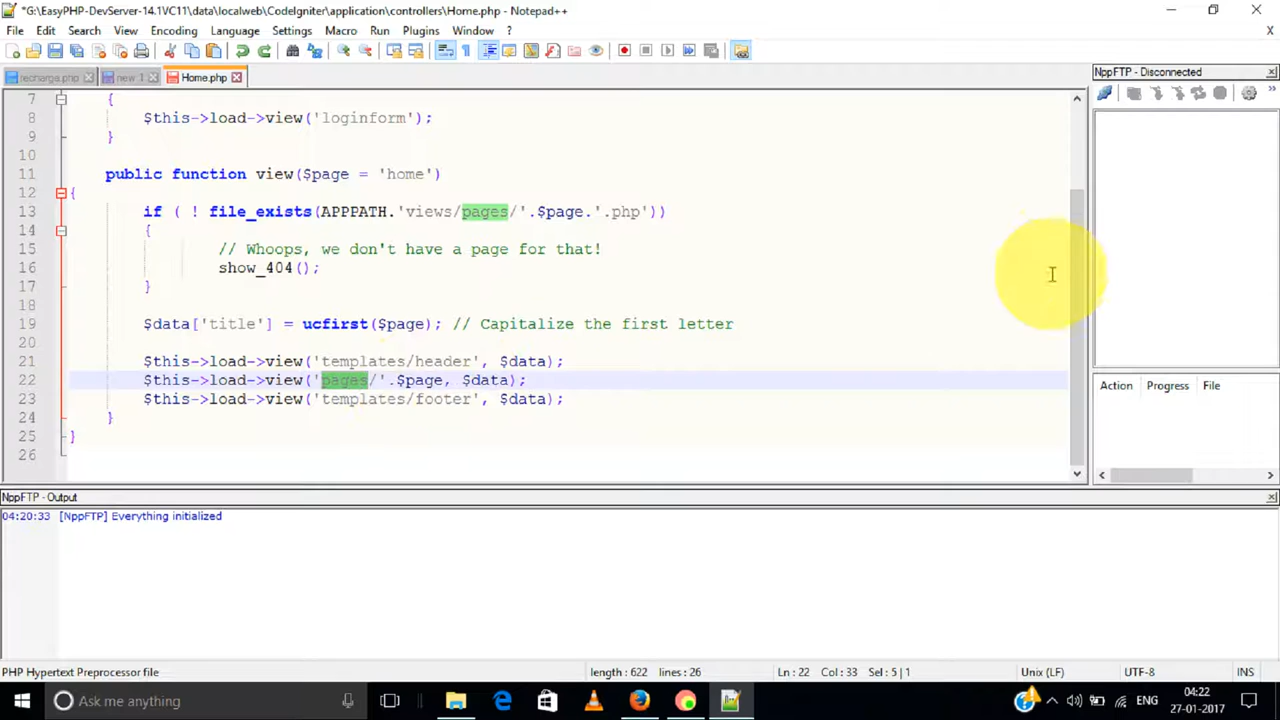 *G:\EasyPHP-DevServer-14.1VC11\data\localweb\CodeIgniter\application\controllers\Home.php - Notepad++
File Edit Search View Encoding Language Settings Macro Run Plugins Window ? X
recharge.php new 1 Home.php
NppFTP - Disconnected
7 {
8 $this->load->view('loginform');
9 }
10
11 public function view($page = 'home')
12 {
13 if ( ! file_exists(APPPATH.'views/pages/'.$page.'.php'))
14 {
15 // Whoops, we don't have a page for that!
16 show_404();
17 }
18
19 $data['title'] = ucfirst($page); // Capitalize the first letter
20
21 $this->load->view('templates/header', $data);
22 $this->load->view('pages/'.$page, $data);
23 $this->load->view('templates/footer', $data);
24 }
25 }
26
Action Progress File
NppFTP - Output
04:20:33 [NppFTP] Everything initialized
PHP Hypertext Preprocessor file length : 622 lines : 26 Ln : 22 Col : 33 Sel : 5 | 1 Unix (LF) UTF-8 INS
Ask me anything ENG 04:22
27-01-2017